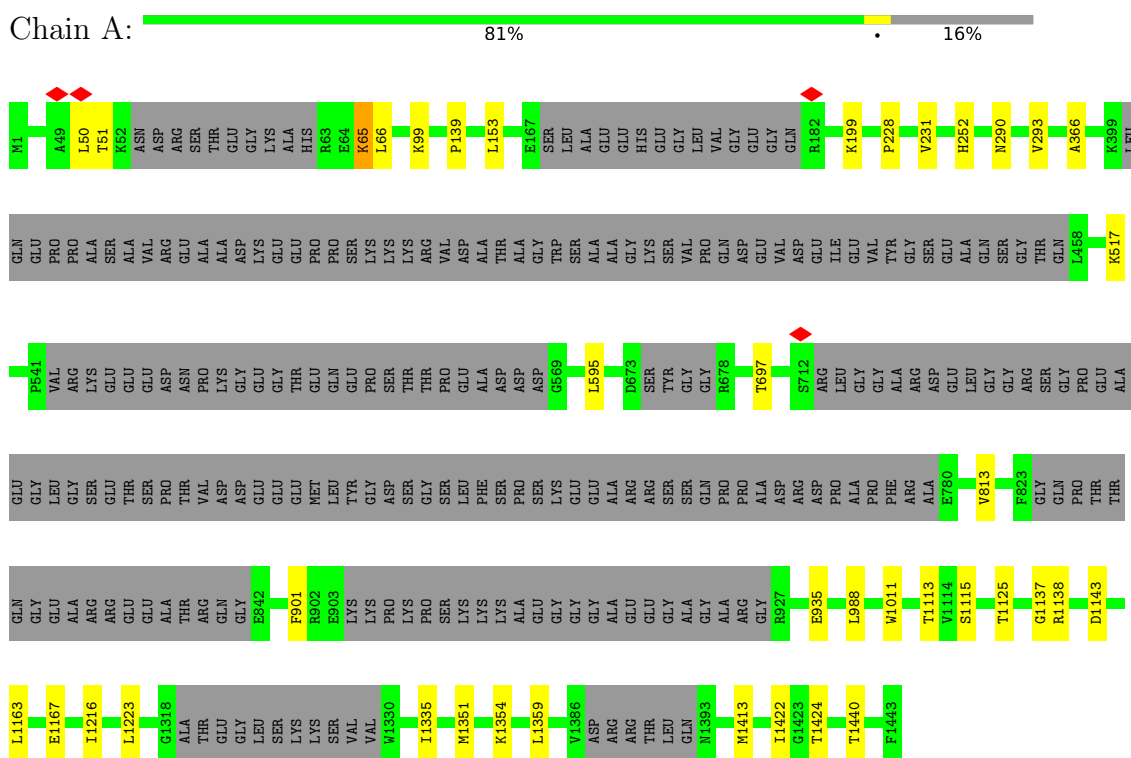 Chain A: 81% • 16%
M1 A49 L50 T51 K52 ASN ASP ARG SER THR GLU GLY LYS ALA HIS R63 E64 K65 L66 K99 P139 L153 E167 SER LEU ALA GLU GLU HIS GLU GLY LEU VAL GLY GLU GLY GLN R182 K199 P228 V231 H252 N290 V293 A366 K399 LEU
GLN GLU PRO PRO ALA SER ALA VAL ARG GLU ALA ALA ASP LYS GLU GLU PRO PRO SER LYS LYS LYS ARG VAL ASP ALA THR ALA GLY TRP SER ALA ALA GLY LYS SER VAL PRO GLN ASP GLU VAL ASP GLU ILE GLU VAL TYR GLY SER GLU ALA GLN SER GLY THR GLN L458 K517
P541 VAL ARG LYS GLU GLU GLU ASP ASN PRO LYS GLY GLU GLY THR GLU GLN GLU PRO SER THR THR PRO GLU ALA ASP ASP ASP G569 L595 D673 SER TYR GLY GLY R678 T697 S712 ARG LEU GLY GLY ALA ARG ASP GLU LEU GLY GLY ARG SER GLY PRO GLU ALA
GLU GLY LEU GLY SER GLU THR SER PRO THR VAL ASP ASP GLU GLU GLU MET LEU TYR GLY ASP SER GLY SER LEU PHE SER PRO SER LYS GLU GLU ALA ARG ARG SER SER GLN PRO PRO ALA ASP ARG ASP PRO ALA PRO PHE ARG ALA E780 V813 F823 GLY GLN PRO THR THR
GLN GLY GLU ALA ARG ARG GLU GLU ALA THR ARG GLN GLY E842 F901 R902 E903 LYS LYS PRO LYS PRO SER LYS LYS LYS ALA GLU GLY GLY GLY ALA GLU GLU GLY ALA GLY ALA ARG GLY R927 E935 L988 W1011 T1113 V1114 S1115 T1125 G1137 R1138 D1143
L1163 E1167 I1216 L1223 G1318 ALA THR GLU GLY LEU SER LYS LYS SER VAL VAL W1330 I1335 M1351 K1354 L1359 V1386 ASP ARG ARG THR LEU GLN N1393 M1413 I1422 G1423 T1424 T1440 F1443